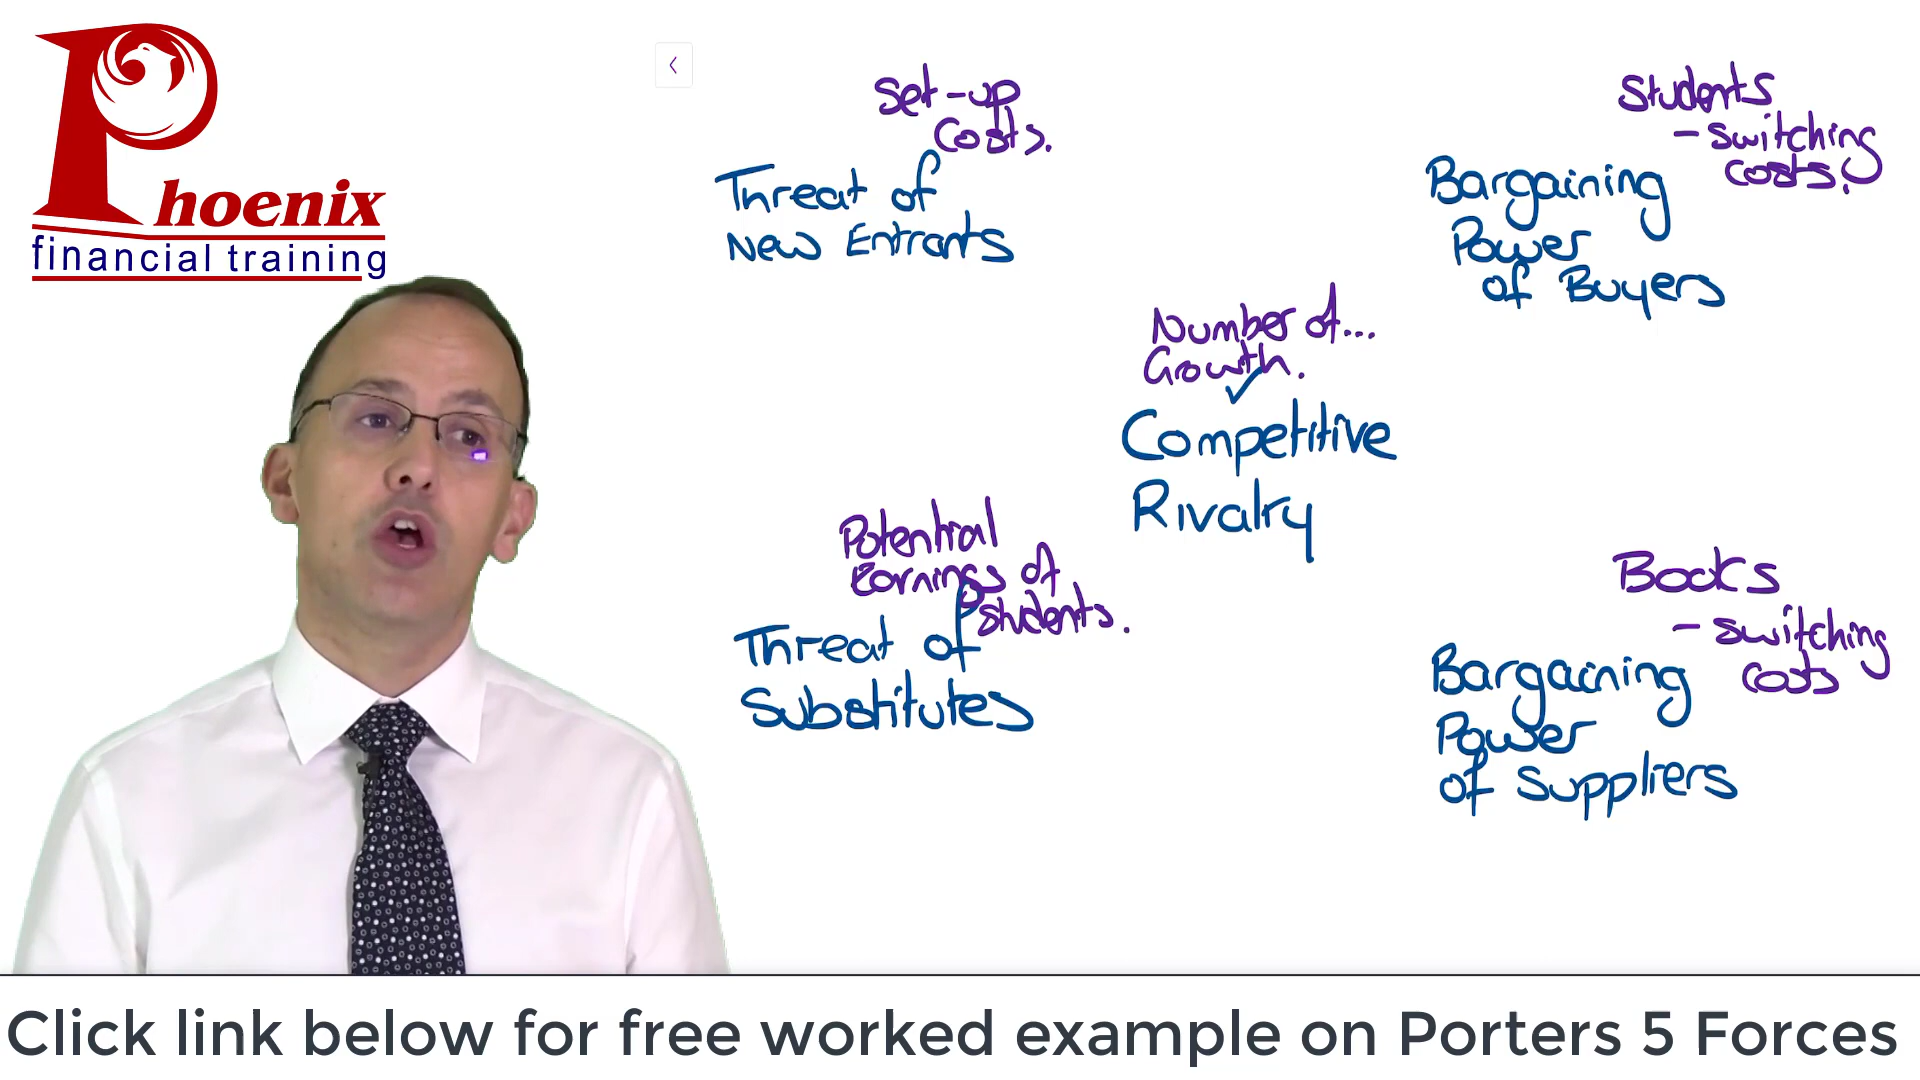 Phoenix
financial training
Set-up
Costs.
Threat of
New Entrants
Students
- switching
costs.
Bargaining
Power
of Buyers
Number of...
Growth.
Competitive
Rivalry
Potential
Earnings of
students.
Threat of
Substitutes
Books
- switching
costs
Bargaining
Power
of Suppliers
Click link below for free worked example on Porters 5 Forces